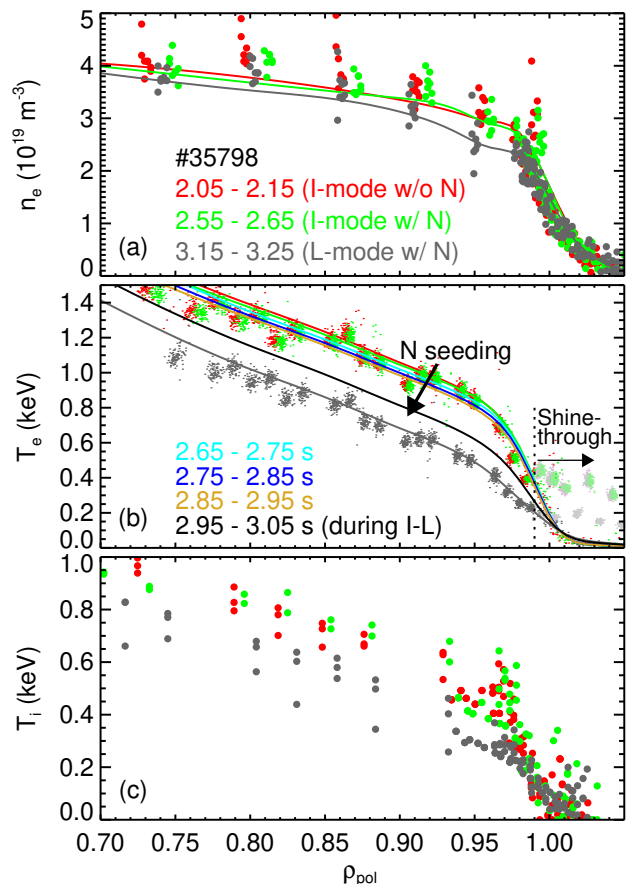 5
4
3
2
1
0
n_e (10^19 m^-3)
#35798
2.05 - 2.15 (I-mode w/o N)
2.55 - 2.65 (I-mode w/ N)
3.15 - 3.25 (L-mode w/ N)
(a)
1.4
1.2
1.0
0.8
0.6
0.4
0.2
0.0
T_e (keV)
N seeding
Shine-
through
2.65 - 2.75 s
2.75 - 2.85 s
2.85 - 2.95 s
2.95 - 3.05 s (during I-L)
(b)
1.0
0.8
0.6
0.4
0.2
0.0
T_i (keV)
(c)
0.70 0.75 0.80 0.85 0.90 0.95 1.00
ρ_pol